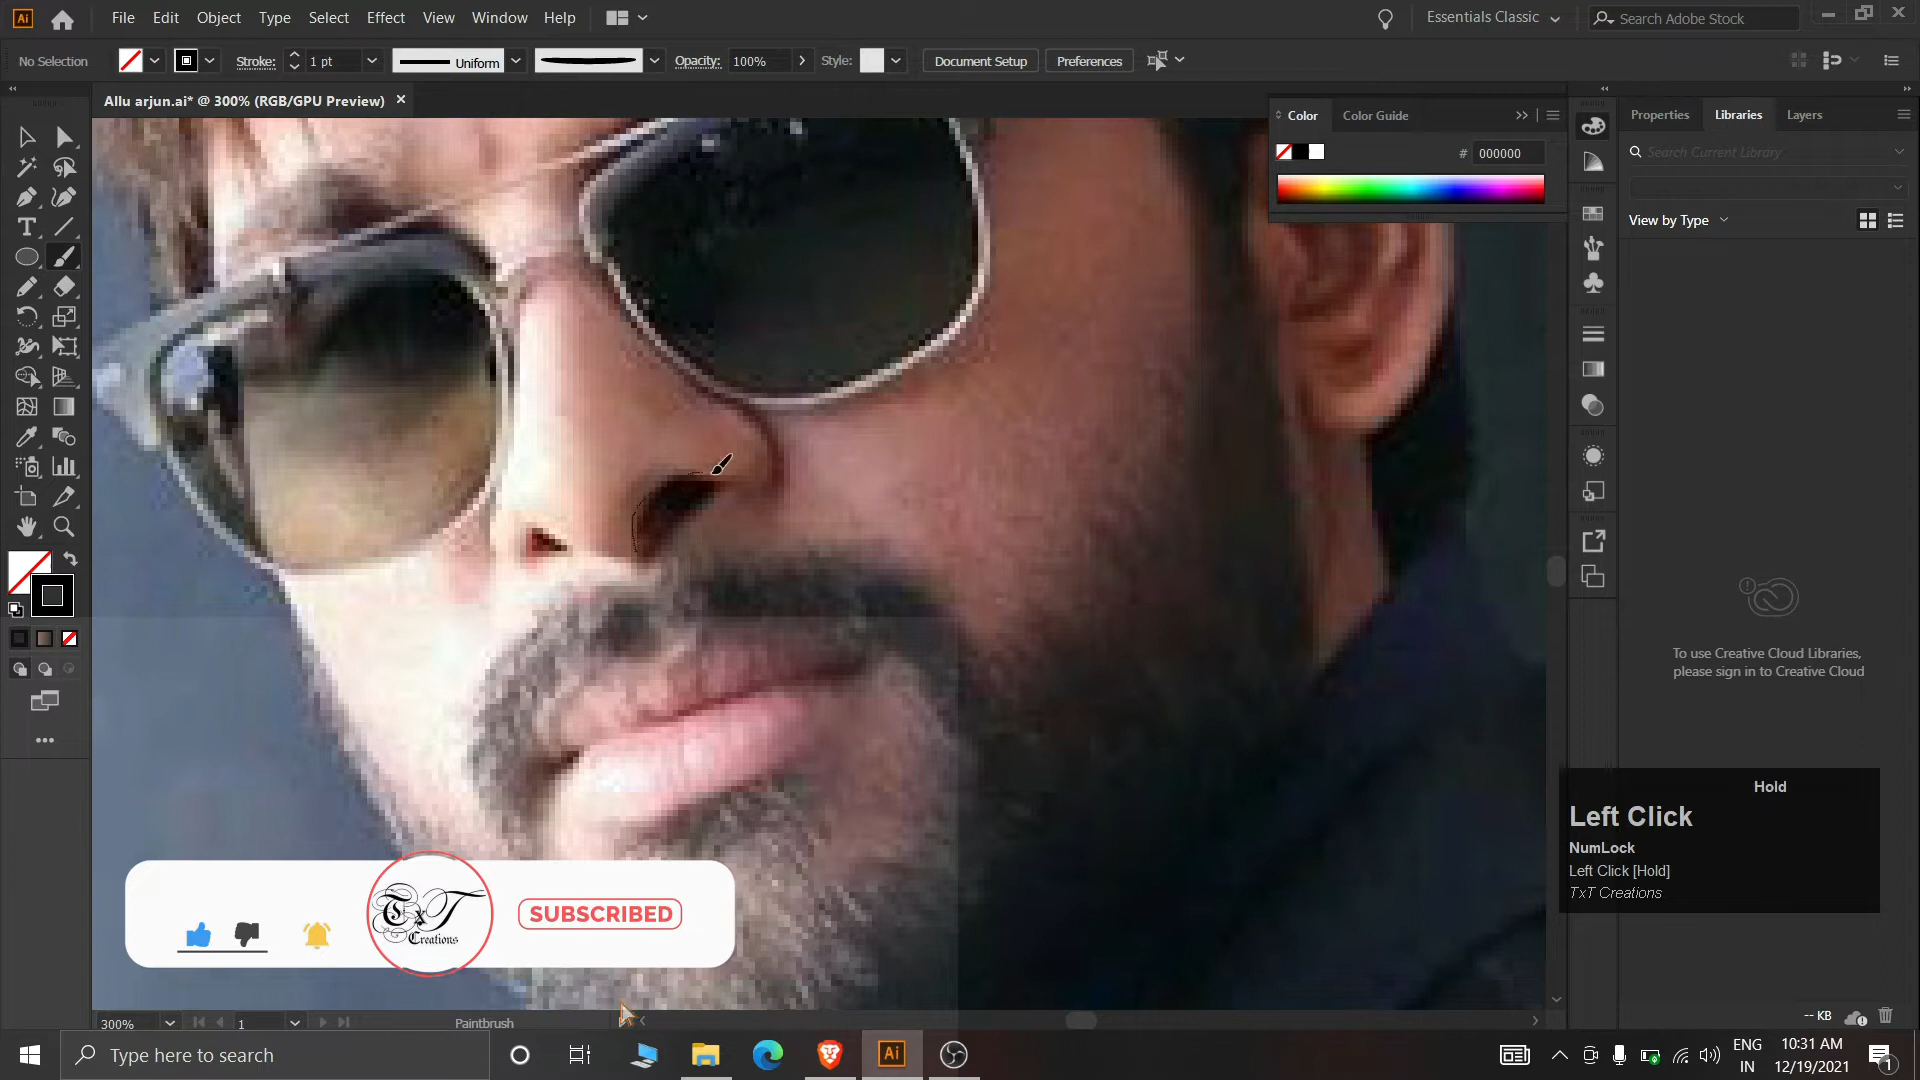 Ai File Edit Object Type Select Effect View Window Help
Essentials Classic
Search Adobe Stock
No Selection
Stroke: 1 pt
Uniform
Opacity: 100%
Style:
Document Setup
Preferences
Allu arjun.ai* @ 300% (RGB/GPU Preview) ×
Color
Color Guide
# 000000
Properties
Libraries
Layers
Search Current Library
View by Type
To use Creative Cloud Libraries,
please sign in to Creative Cloud
Hold
Left Click
NumLock
Left Click [Hold]
TxT Creations
TxT
Creations
SUBSCRIBED
-- KB
300%
1
Paintbrush
Type here to search
Ai
ENG
IN
10:31 AM
12/19/2021
1